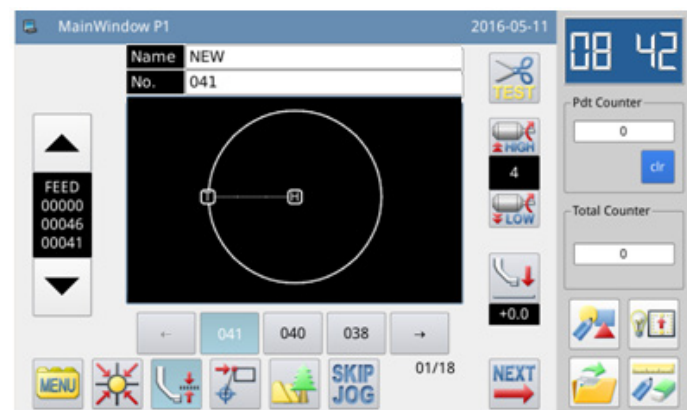 MainWindow P1 2016-05-11
08 42
Name NEW
No. 041
TEST
Pdt Counter
0
clr
HIGH
4
LOW
FEED
00000
00046
00041
T H
Total Counter
0
+0.0
← 041 040 038 →
01/18
MENU
SKIP
JOG
NEXT